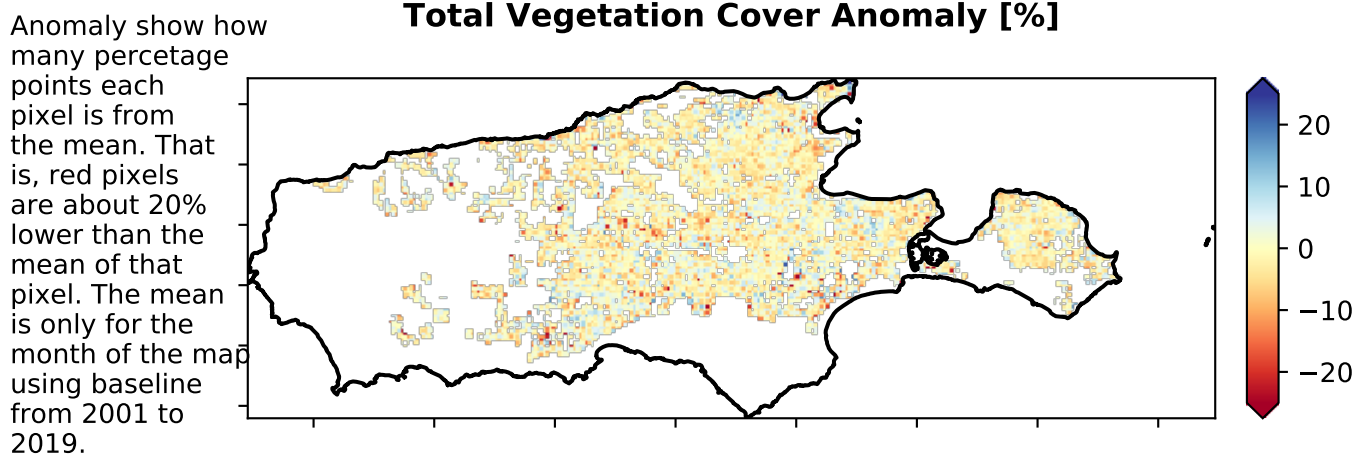 Total Vegetation Cover Anomaly [%]
Anomaly show how
many percetage
points each
pixel is from
the mean. That
is, red pixels
are about 20%
lower than the
mean of that
pixel. The mean
is only for the
month of the map
using baseline
from 2001 to
2019.
20
10
0
−10
−20